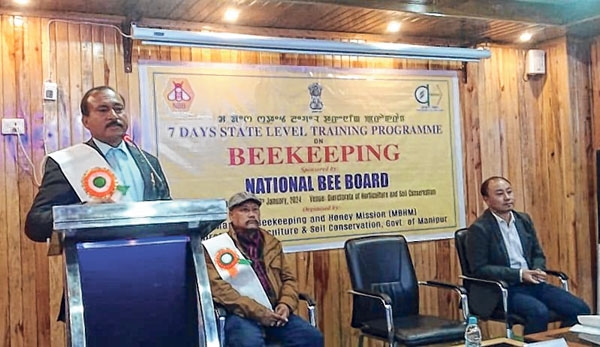 NBB
7 DAYS STATE LEVEL TRAINING PROGRAMME
ON
BEEKEEPING
Sponsored by:
NATIONAL BEE BOARD
January, 2024 Venue: Directorate of Horticulture and Soil Conservation
Organised by:
Beekeeping and Honey Mission (MBHM)
& Soil Conservation, Govt. of Manipur